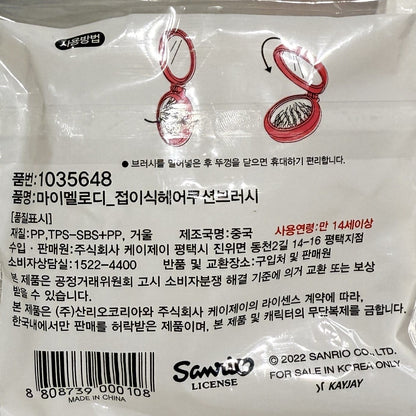 사용방법
● 브러시를 밀어넣은 후 뚜껑을 닫으면 휴대하기 편리합니다.
품번:1035648
품명:마이멜로디_접이식헤어쿠션브러시
[품질표시]
재질:PP,TPS-SBS+PP, 거울 제조국명:중국 사용연령:만 14세이상
수입·판매원:주식회사 케이제이 평택시 진위면 동천2길 14-16 평택지점
소비자상담실:1522-4400 반품 및 교환장소:구입처 및 판매원
본 제품은 공정거래위원회 고시 소비자분쟁 해결 기준에 의거 교환 또는 보상
받을 수 있습니다.
본 제품은 (주)산리오코리아와 주식회사 케이제이의 라이센스 계약에 따라,
한국내에서만 판매를 허락받은 제품이며, 본 제품 및 캐릭터의 무단복제를 금합니다.
8 808739 000108
MADE IN CHINA
Sanrio
LICENSE
© 2022 SANRIO CO., LTD.
FOR SALE IN KOREA ONLY
KAYJAY